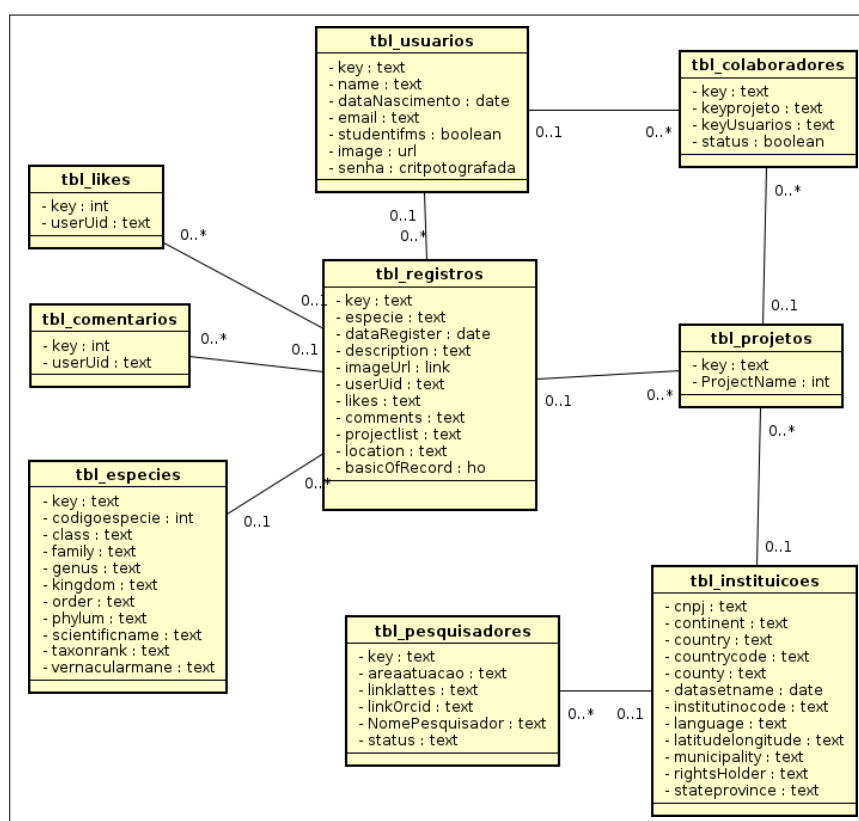 tbl_usuarios
- key : text
- name : text
- dataNascimento : date
- email : text
- studentifms : boolean
- image : url
- senha : critpotografada
tbl_colaboradores
- key : text
- keyprojeto : text
- keyUsuarios : text
- status : boolean
0..1
0..*
tbl_likes
- key : int
- userUid : text
0..*
0..1
0..1
0..*
0..*
0..1
tbl_registros
- key : text
- especie : text
- dataRegister : date
- description : text
- imageUrl : link
- userUid : text
- likes : text
- comments : text
- projectlist : text
- location : text
- basicOfRecord : ho
tbl_comentarios
- key : int
- userUid : text
0..*
0..1
tbl_projetos
- key : text
- ProjectName : int
0..1
0..*
0..*
0..1
tbl_especies
- key : text
- codigoespecie : int
- class : text
- family : text
- genus : text
- kingdom : text
- order : text
- phylum : text
- scientificname : text
- taxonrank : text
- vernacularmane : text
0..1
0..*
tbl_pesquisadores
- key : text
- areaatuacao : text
- linklattes : text
- linkOrcid : text
- NomePesquisador : text
- status : text
0..*
0..1
tbl_instituicoes
- cnpj : text
- continent : text
- country : text
- countrycode : text
- county : text
- datasetname : date
- institutinocode : text
- language : text
- latitudelongitude : text
- municipality : text
- rightsHolder : text
- stateprovince : text